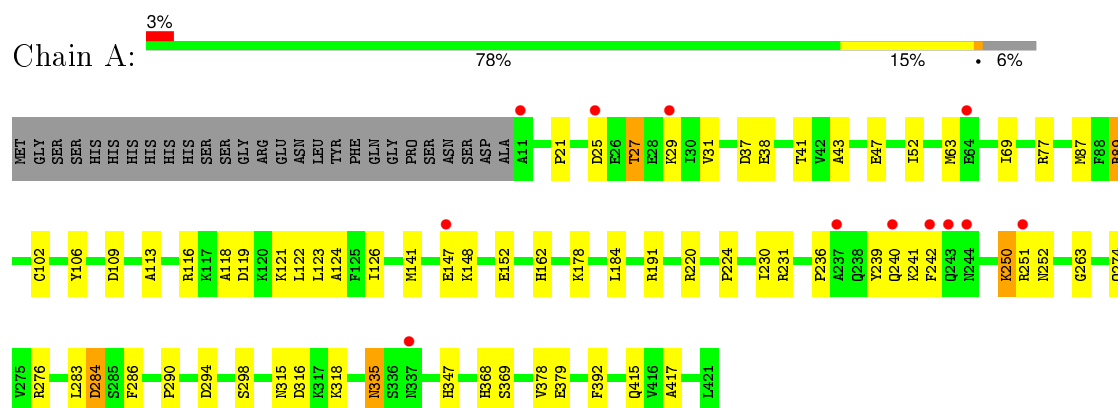 3%
Chain A:
78% 15% • 6%
MET GLY SER SER HIS HIS HIS HIS HIS HIS SER SER GLY ARG GLU ASN LEU TYR PHE GLN GLY PRO SER ASN SER ASP ALA A11 P21 D25 E26 T27 E28 K29 I30 V31 D37 E38 T41 V42 A43 E47 I52 M63 E64 I69 R77 M87 F88
C102 Y106 D109 A113 R116 K117 A118 D119 K120 K121 L122 L123 A124 F125 I126 M141 E147 K148 E152 H162 K178 L184 R191 R220 P224 I230 R231 P236 A237 Q238 Y239 Q240 K241 F242 Q243 N244 K250 R251 N252 G263
V275 R276 L283 D284 S285 F286 P290 D294 S298 N315 D316 K317 K318 N335 S336 N337 H347 H368 S369 V378 E379 F392 Q415 V416 A417 L421